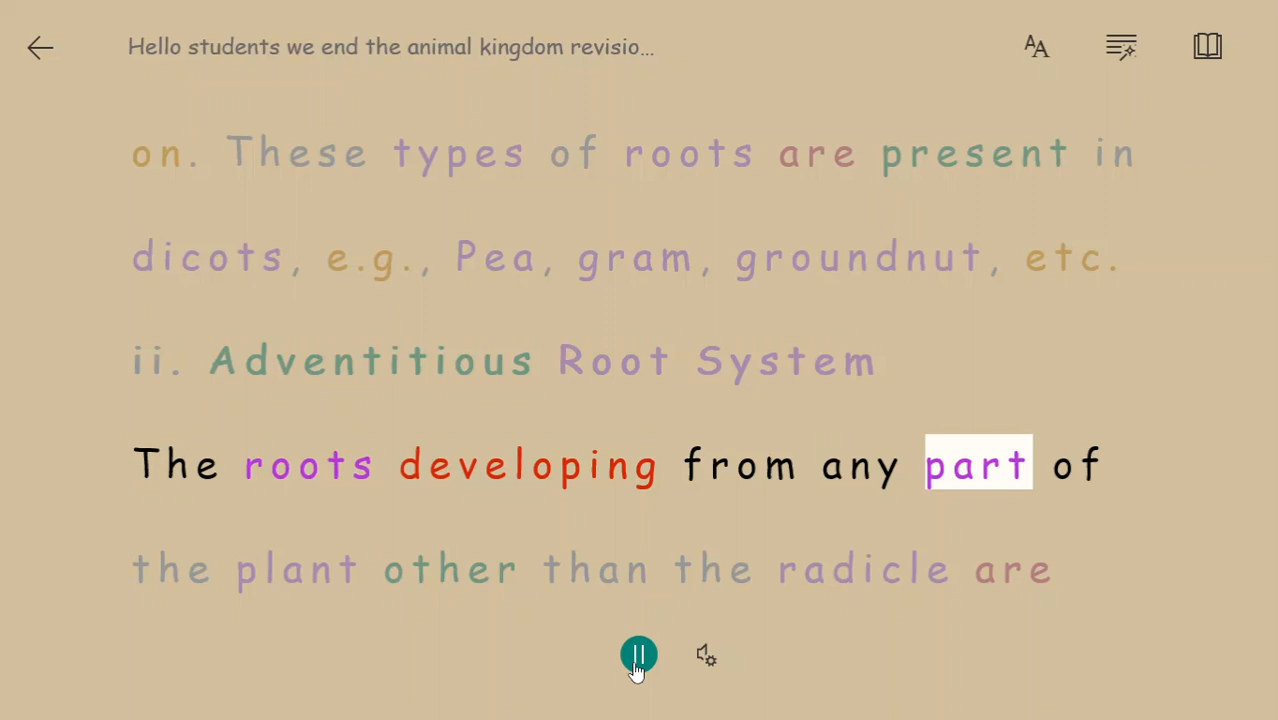 Hello students we end the animal kingdom revisio...
on. These types of roots are present in
dicots, e.g., Pea, gram, groundnut, etc.
ii. Adventitious Root System
The roots developing from any part of
the plant other than the radicle are